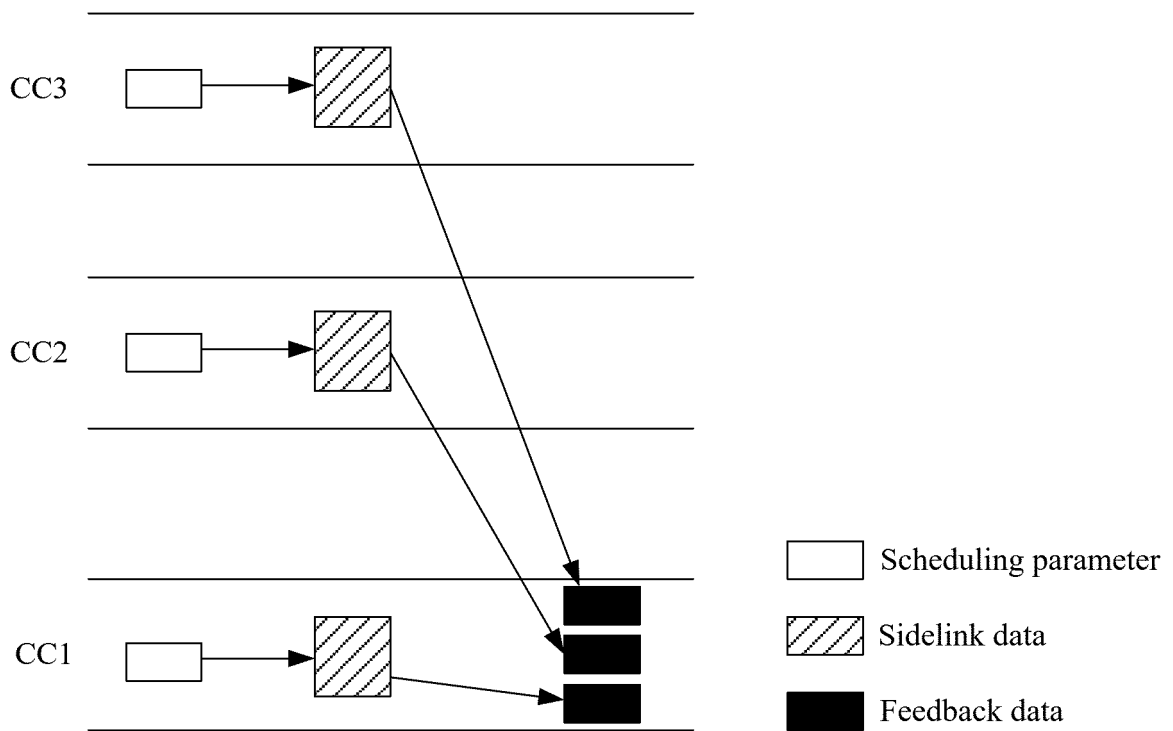 CC3
CC2
CC1
Scheduling parameter
Sidelink data
Feedback data